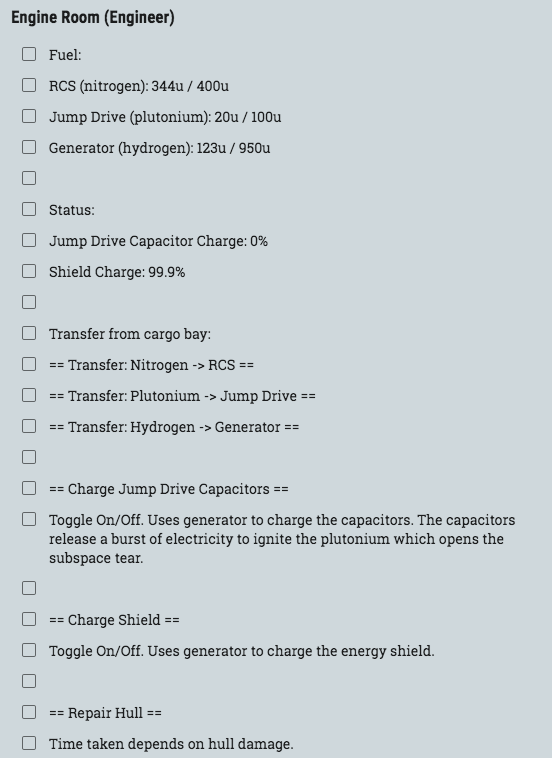 Engine Room (Engineer)
Fuel:
RCS (nitrogen): 344u / 400u
Jump Drive (plutonium): 20u / 100u
Generator (hydrogen): 123u / 950u
Status:
Jump Drive Capacitor Charge: 0%
Shield Charge: 99.9%
Transfer from cargo bay:
== Transfer: Nitrogen -> RCS ==
== Transfer: Plutonium -> Jump Drive ==
== Transfer: Hydrogen -> Generator ==
== Charge Jump Drive Capacitors ==
Toggle On/Off. Uses generator to charge the capacitors. The capacitors
release a burst of electricity to ignite the plutonium which opens the
subspace tear.
== Charge Shield ==
Toggle On/Off. Uses generator to charge the energy shield.
== Repair Hull ==
Time taken depends on hull damage.